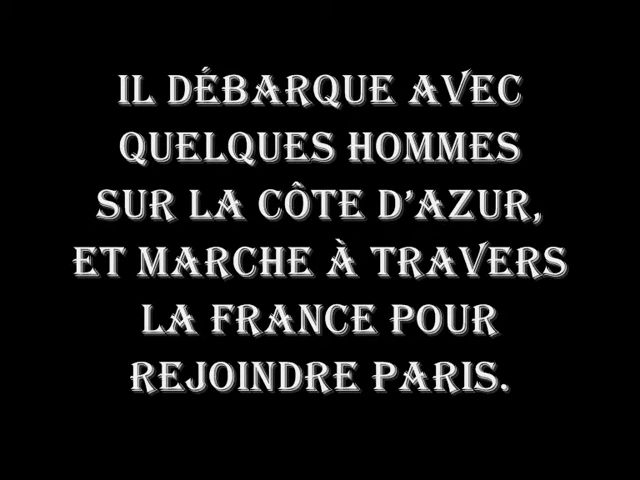 IL DÉBARQUE AVEC
QUELQUES HOMMES
SUR LA CÔTE D'AZUR,
ET MARCHE À TRAVERS
LA FRANCE POUR
REJOINDRE PARIS.